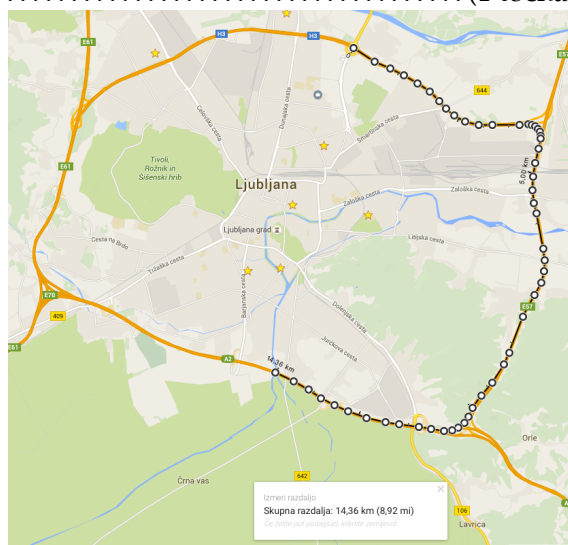 (1 točka
E61
H3
H3
E57
644
Celovška cesta
Dunajska cesta
Šmartinska cesta
Tivoli,
Rožnik in
Šišenski hrib
E61
Ljubljana
5.00 km
Zaloška cesta
Zaloška cesta
Ljubljana grad
Litijska cesta
Cesta na Brdo
Tržaška cesta
E70
409
E61
Barjanska cesta
Dolenjska cesta
Jurčkova cesta
E57
A2
14.36 km
Orle
Črna vas
642
106
Lavrica
Izmeri razdaljo
Skupna razdalja: 14,36 km (8,92 mi)
Če želite pot podaljšati, kliknite zemljevid